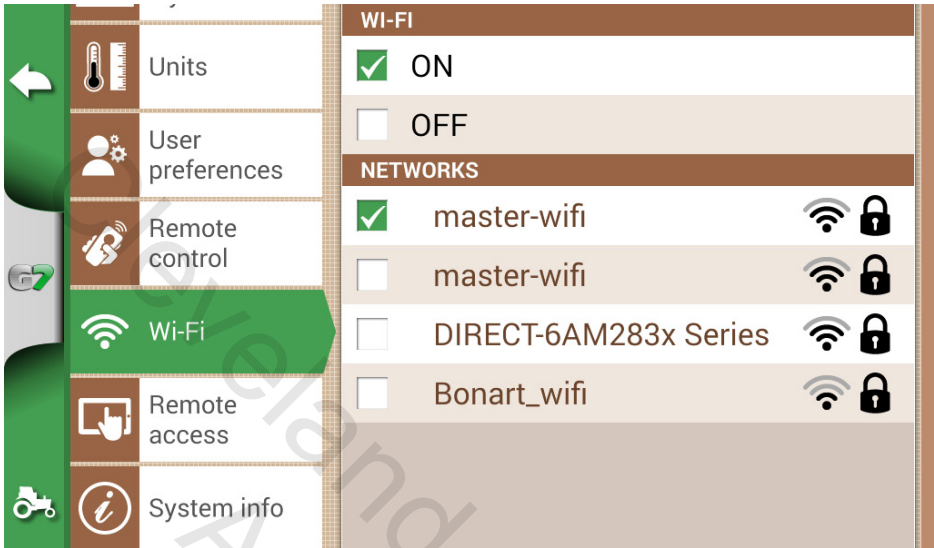 Units
User
preferences
Remote
control
G7
Wi-Fi
Remote
access
System info
WI-FI
ON
OFF
NETWORKS
master-wifi
master-wifi
DIRECT-6AM283x Series
Bonart_wifi
Cleveland